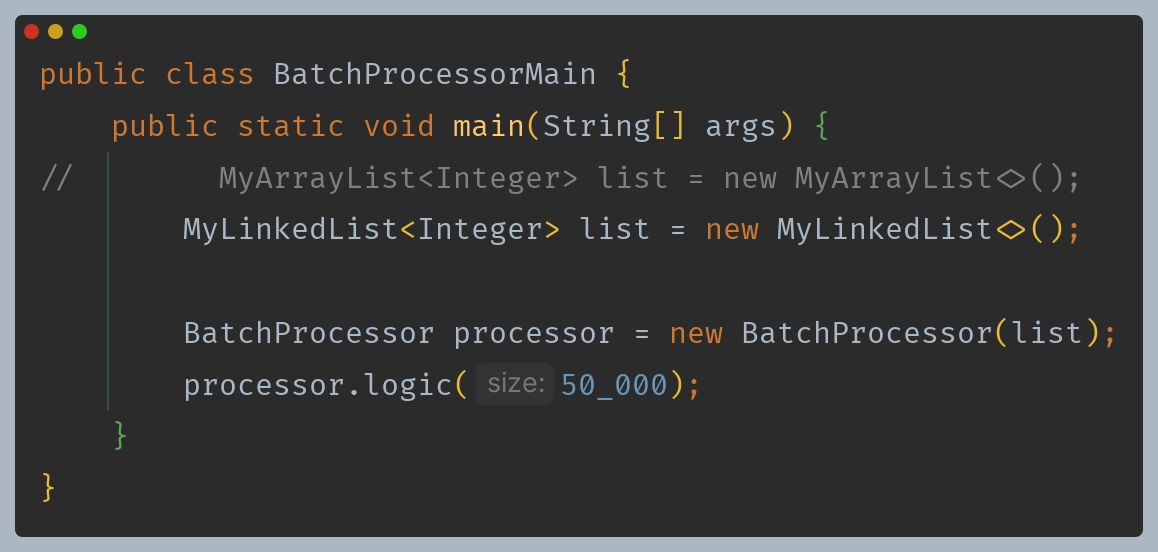 public class BatchProcessorMain {
    public static void main(String[] args) {
//        MyArrayList<Integer> list = new MyArrayList<>();
        MyLinkedList<Integer> list = new MyLinkedList<>();

        BatchProcessor processor = new BatchProcessor(list);
        processor.logic( size: 50_000);
    }
}